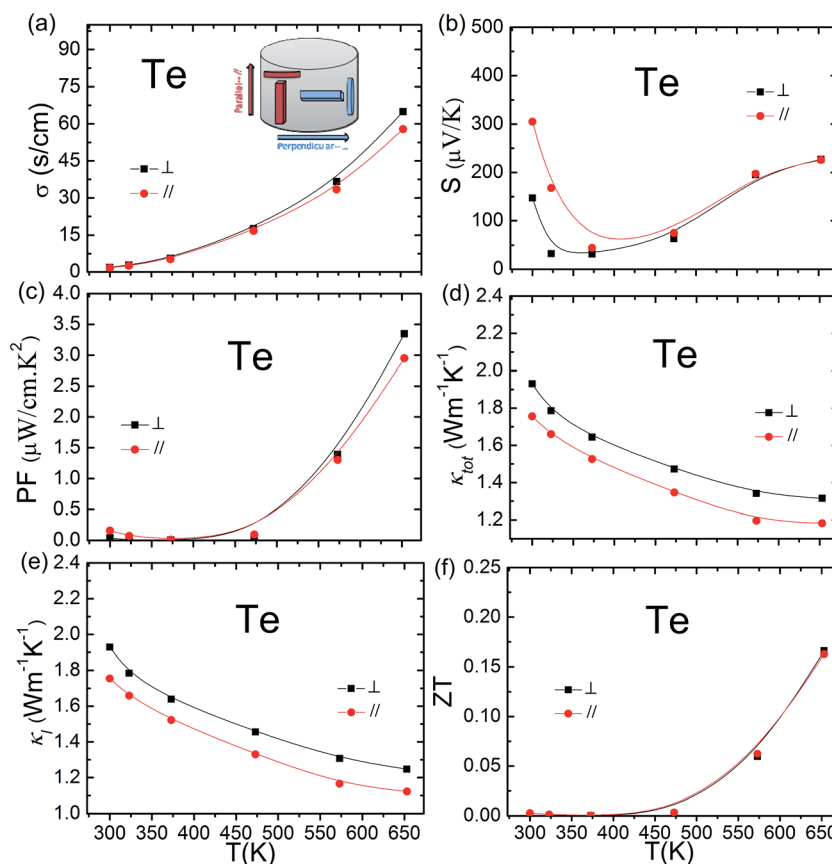 (a)
90
75
60
45
30
15
0
σ (s/cm)
Te
Parallel--//
Perpendicular--⊥
⊥
//
(b)
500
400
300
200
100
0
S (μV/K)
Te
⊥
//
(c)
4.0
3.5
3.0
2.5
2.0
1.5
1.0
0.5
0.0
PF (μW/cm.K²)
Te
⊥
//
(d)
2.4
2.2
2.0
1.8
1.6
1.4
1.2
κtot (Wm⁻¹K⁻¹)
Te
⊥
//
(e)
2.4
2.2
2.0
1.8
1.6
1.4
1.2
1.0
κl (Wm⁻¹K⁻¹)
Te
⊥
//
300 350 400 450 500 550 600 650
T(K)
(f)
0.25
0.20
0.15
0.10
0.05
0.00
ZT
Te
⊥
//
300 350 400 450 500 550 600 650
T(K)